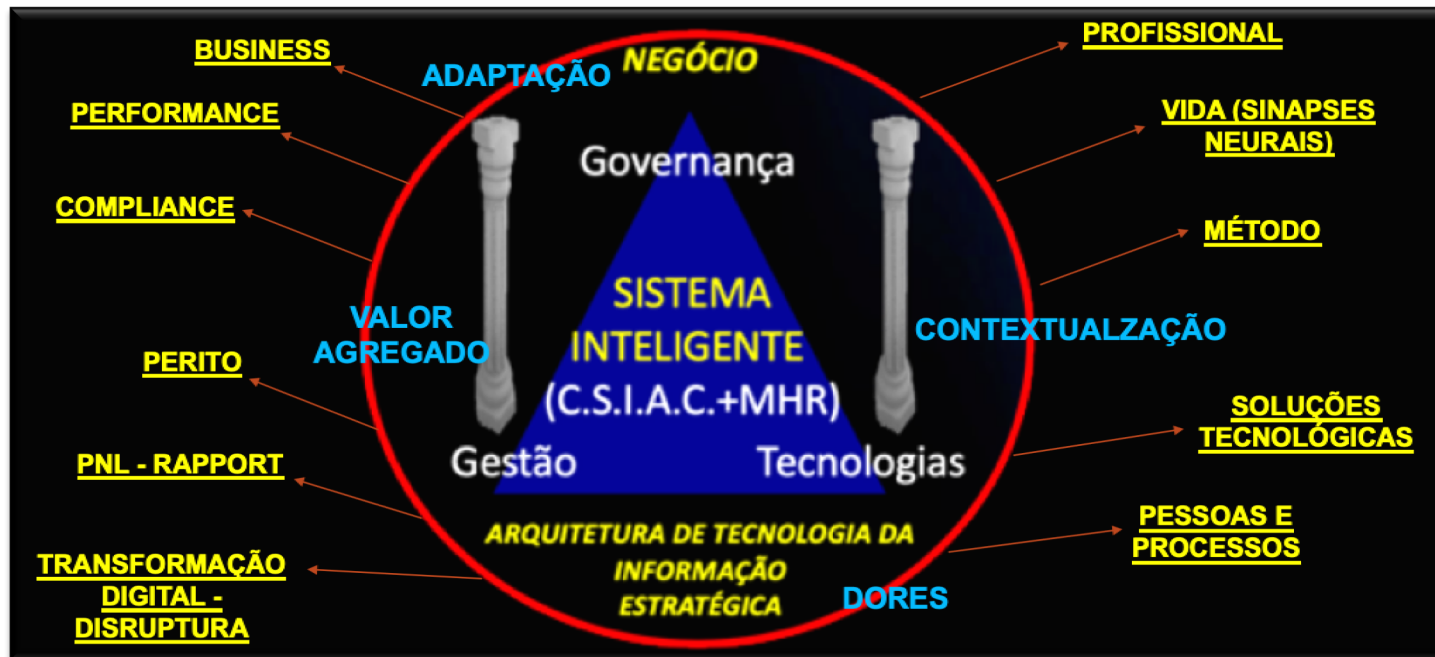 BUSINESS
PERFORMANCE
COMPLIANCE
PERITO
PNL - RAPPORT
TRANSFORMAÇÃO
DIGITAL -
DISRUPTURA
ADAPTAÇÃO
NEGÓCIO
Governança
SISTEMA
INTELIGENTE
(C.S.I.A.C.+MHR)
VALOR
AGREGADO
CONTEXTUALZAÇÃO
Gestão
Tecnologias
ARQUITETURA DE TECNOLOGIA DA
INFORMAÇÃO
ESTRATÉGICA
DORES
PROFISSIONAL
VIDA (SINAPSES
NEURAIS)
MÉTODO
SOLUÇÕES
TECNOLÓGICAS
PESSOAS E
PROCESSOS